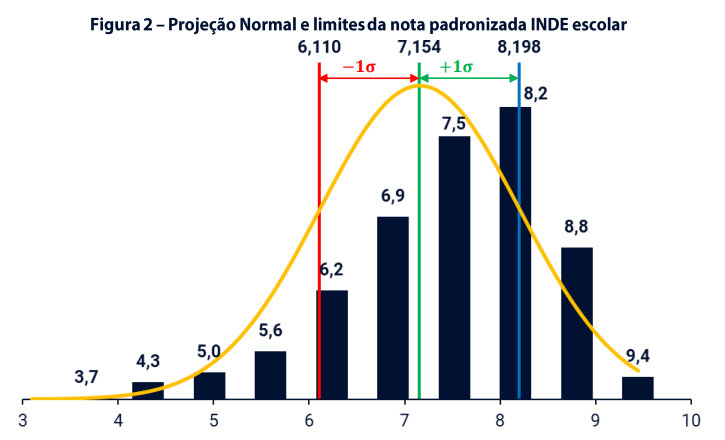 Figura 2 – Projeção Normal e limites da nota padronizada INDE escolar
6,110 7,154 8,198
−1σ +1σ
8,2
7,5
6,9
8,8
6,2
5,6
5,0
4,3
9,4
3,7
3 4 5 6 7 8 9 10